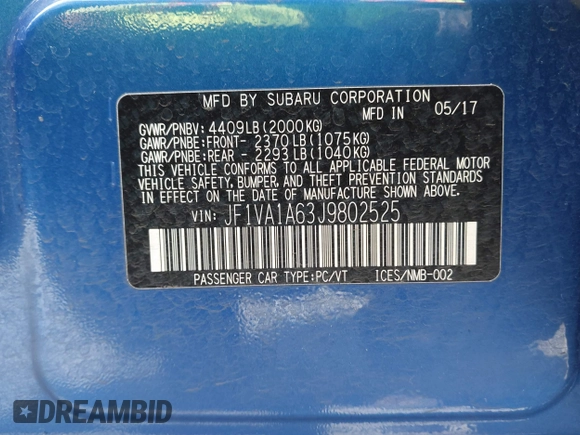 MFD BY SUBARU CORPORATION
MFD IN 05/17
GVWR/PNBV: 4409LB(2000KG)
GAWR/PNBE:FRONT- 2370LB(1075KG)
GAWR/PNBE:REAR - 2293LB(1040KG)
THIS VEHICLE CONFORMS TO ALL APPLICABLE FEDERAL MOTOR
VEHICLE SAFETY, BUMPER, AND THEFT PREVENTION STANDARDS
IN EFFECT ON THE DATE OF MANUFACTURE SHOWN ABOVE.
VIN: JF1VA1A63J9802525
PASSENGER CAR TYPE:PC/VT ICES/NMB-002
DREAMBID